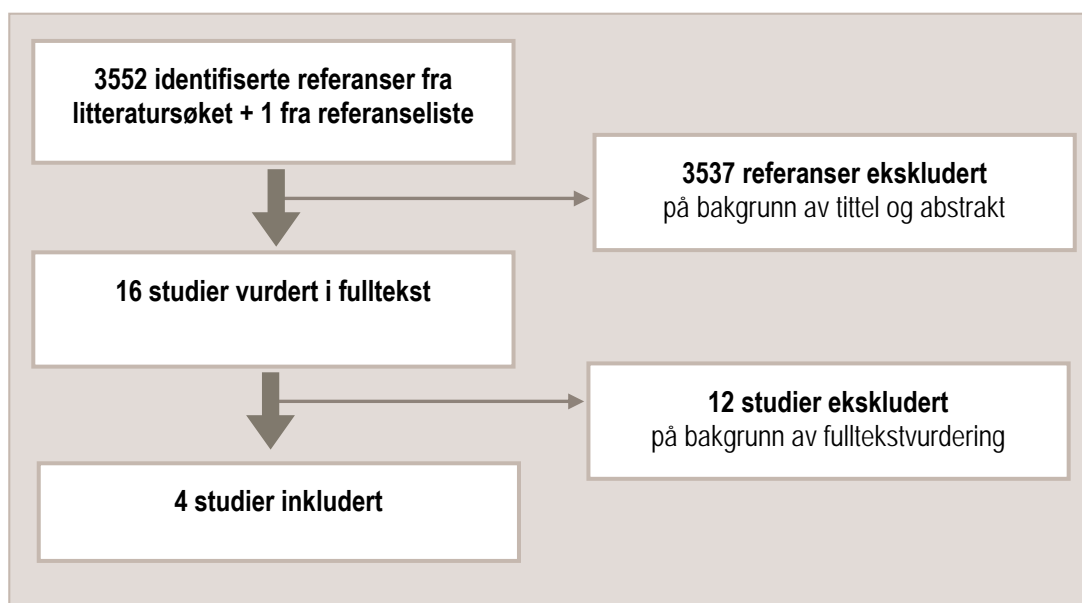 3552 identifiserte referanser fra
litteratursøket + 1 fra referanseliste
3537 referanser ekskludert
på bakgrunn av tittel og abstrakt
16 studier vurdert i fulltekst
12 studier ekskludert
på bakgrunn av fulltekstvurdering
4 studier inkludert